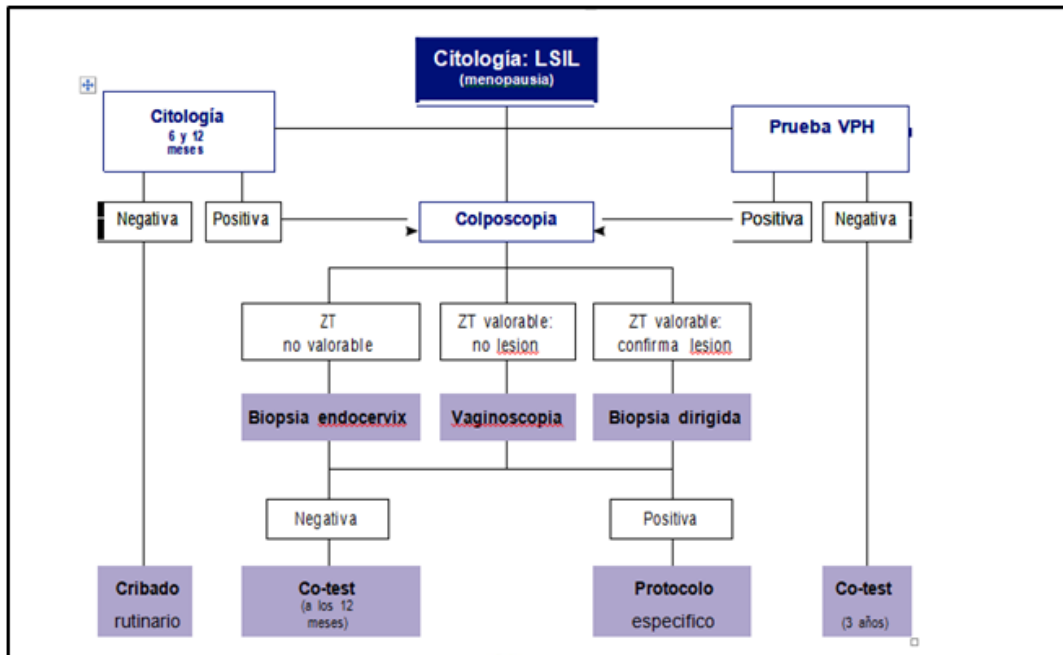 Citología: LSIL
(menopausia)
Citología
6 y 12
meses
Prueba VPH
Negativa
Positiva
Colposcopia
Positiva
Negativa
ZT
no valorable
ZT valorable:
no lesion
ZT valorable:
confirma lesion
Biopsia endocervix
Vaginoscopia
Biopsia dirigida
Negativa
Positiva
Cribado
rutinario
Co-test
(a los 12
meses)
Protocolo
especifico
Co-test
(3 años)